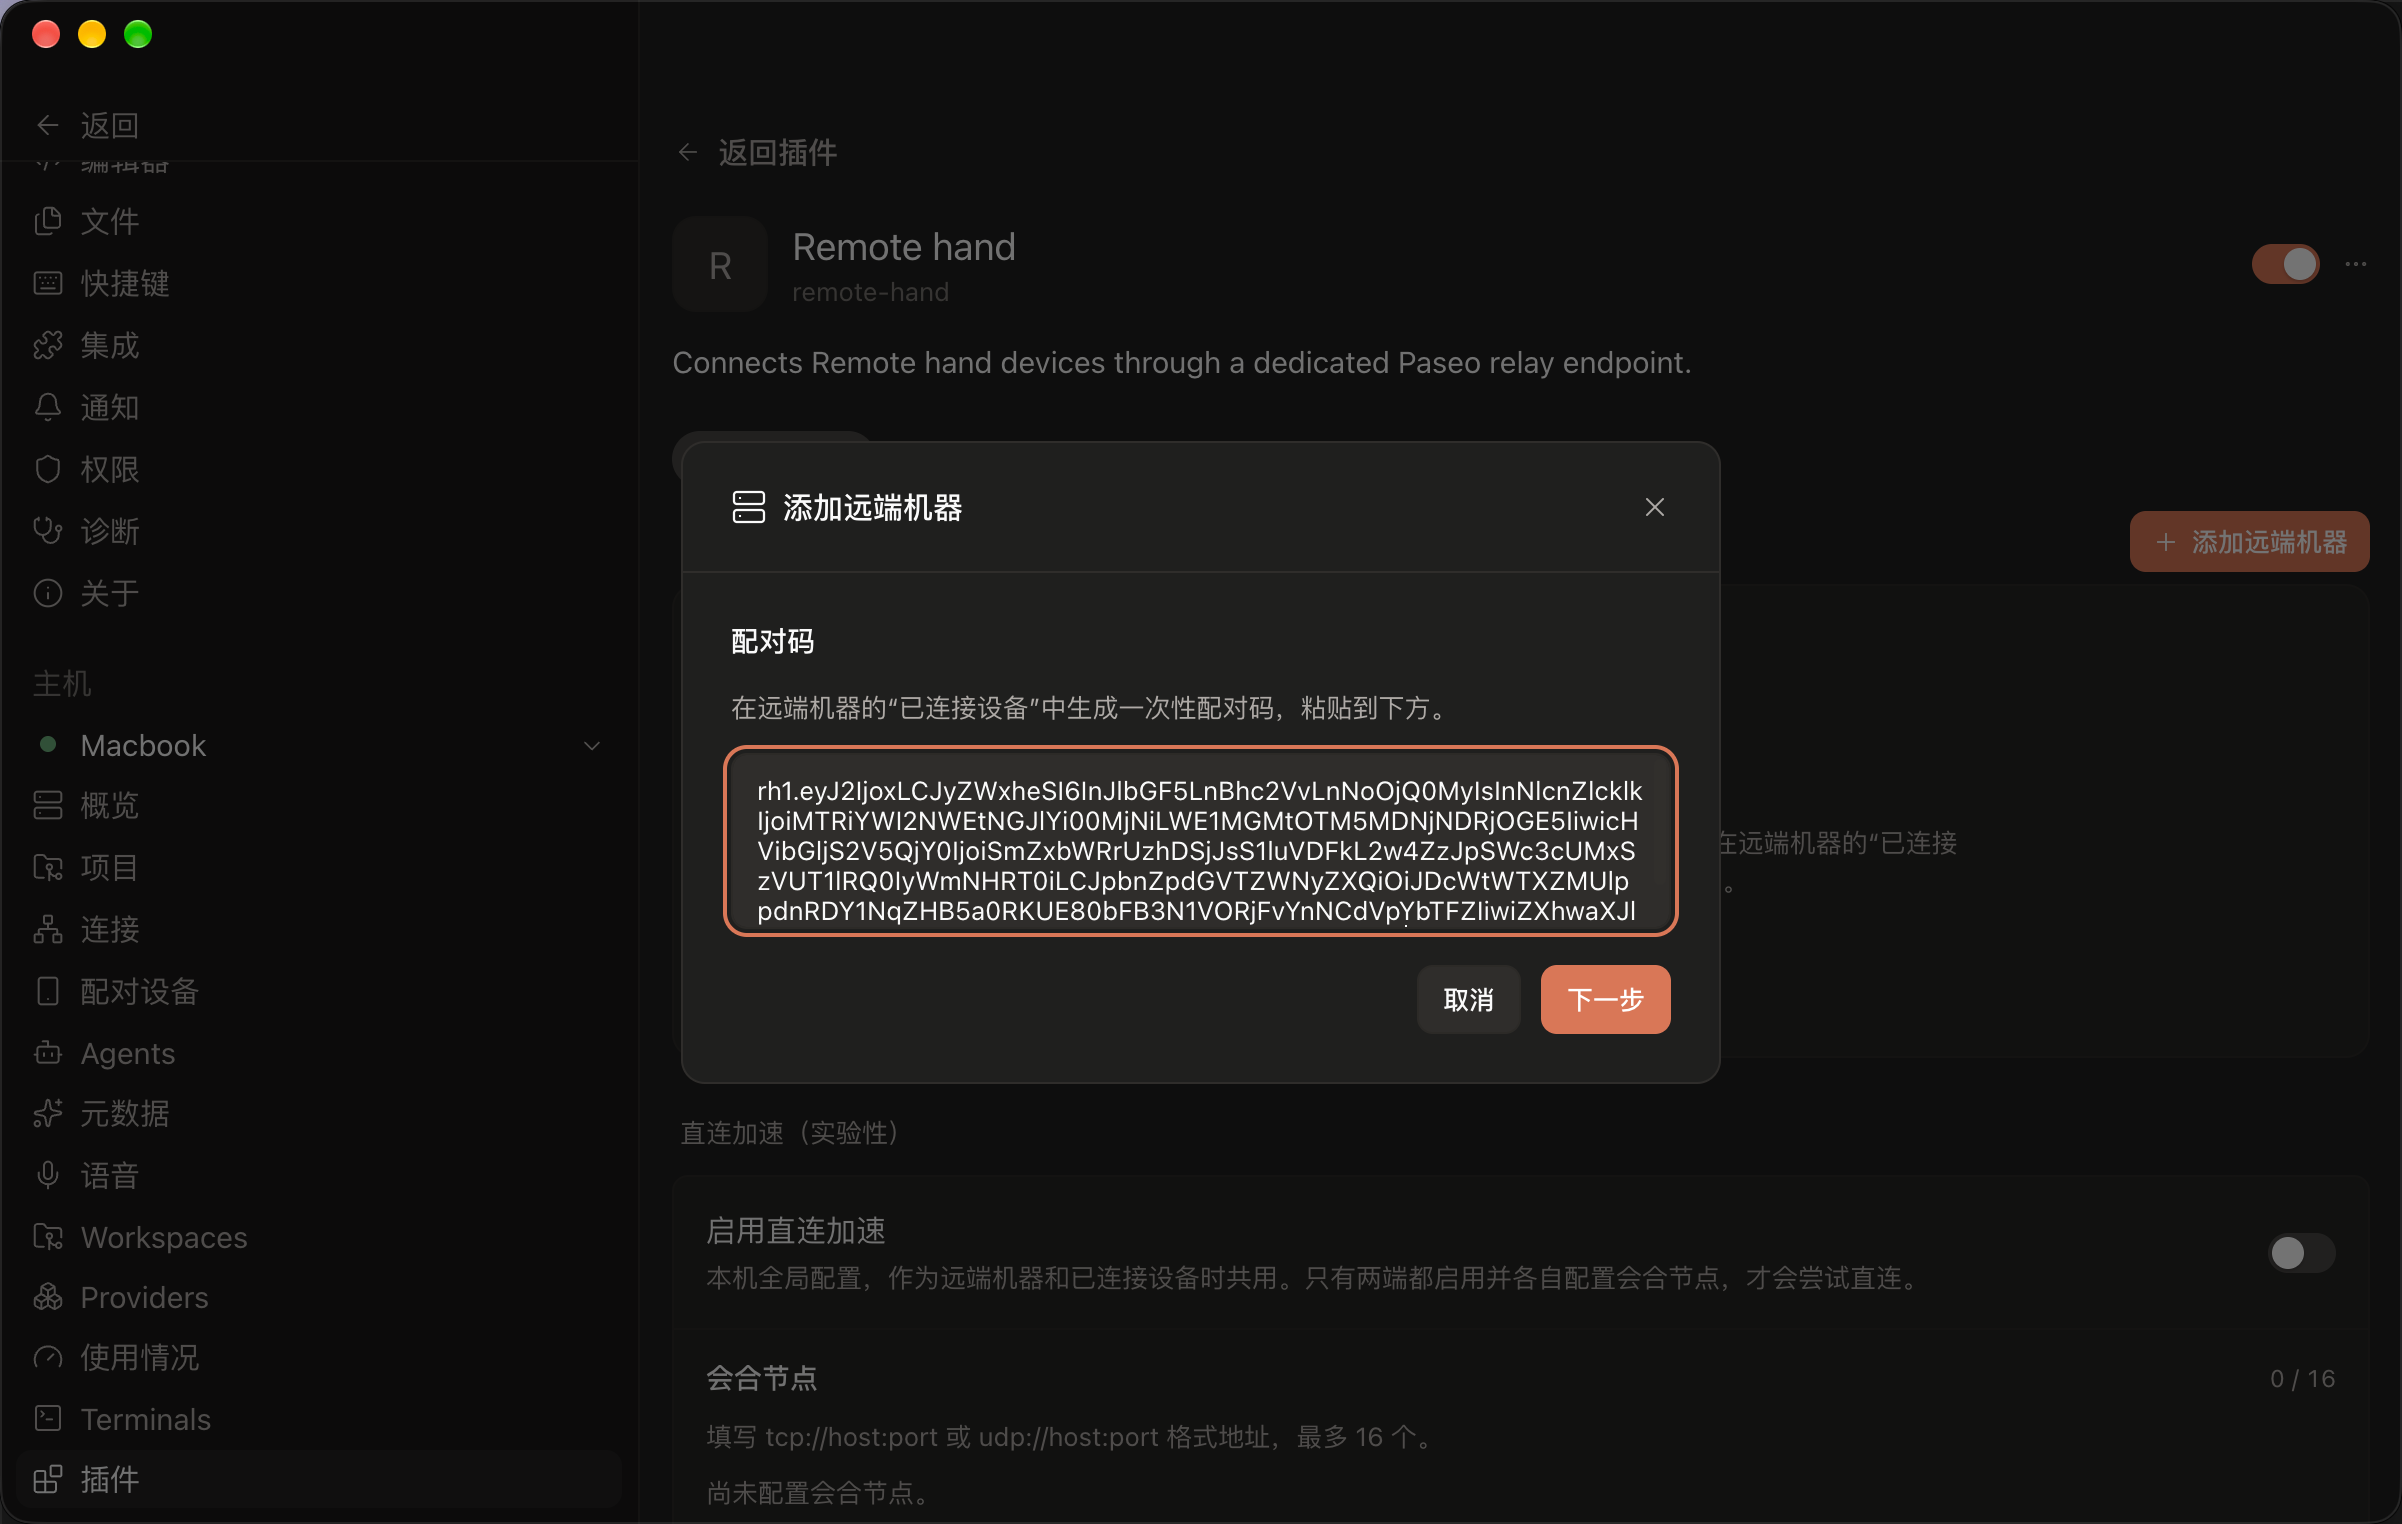 返回
编辑器
文件
快捷键
集成
通知
权限
诊断
关于
主机
Macbook
概览
项目
连接
配对设备
Agents
元数据
语音
Workspaces
Providers
使用情况
Terminals
插件
返回插件
R
Remote hand
remote-hand
Connects Remote hand devices through a dedicated Paseo relay endpoint.
添加远端机器
在远端机器的“已连接
。
添加远端机器
配对码
在远端机器的“已连接设备”中生成一次性配对码，粘贴到下方。
rh1.eyJ2IjoxLCJyZWxheSI6InJlbGF5LnBhc2VvLnNoOjQ0MyIsInNlcnZlcklk
IjoiMTRiYWI2NWEtNGJlYi00MjNiLWE1MGMtOTM5MDNjNDRjOGE5IiwicH
VibGljS2V5QjY0IjoiSmZxbWRrUzhDSjJsS1luVDFkL2w4ZzJpSWc3cUMxS
zVUT1lRQ0IyWmNHRT0iLCJpbnZpdGVTZWNyZXQiOiJDcWtWTXZMUlp
pdnRDY1NqZHB5a0RKUE80bFB3N1VORjFvYnNCdVpYbTFZIiwiZXhwaXJl
取消
下一步
直连加速（实验性）
启用直连加速
本机全局配置，作为远端机器和已连接设备时共用。只有两端都启用并各自配置会合节点，才会尝试直连。
会合节点
0 / 16
填写 tcp://host:port 或 udp://host:port 格式地址，最多 16 个。
尚未配置会合节点。